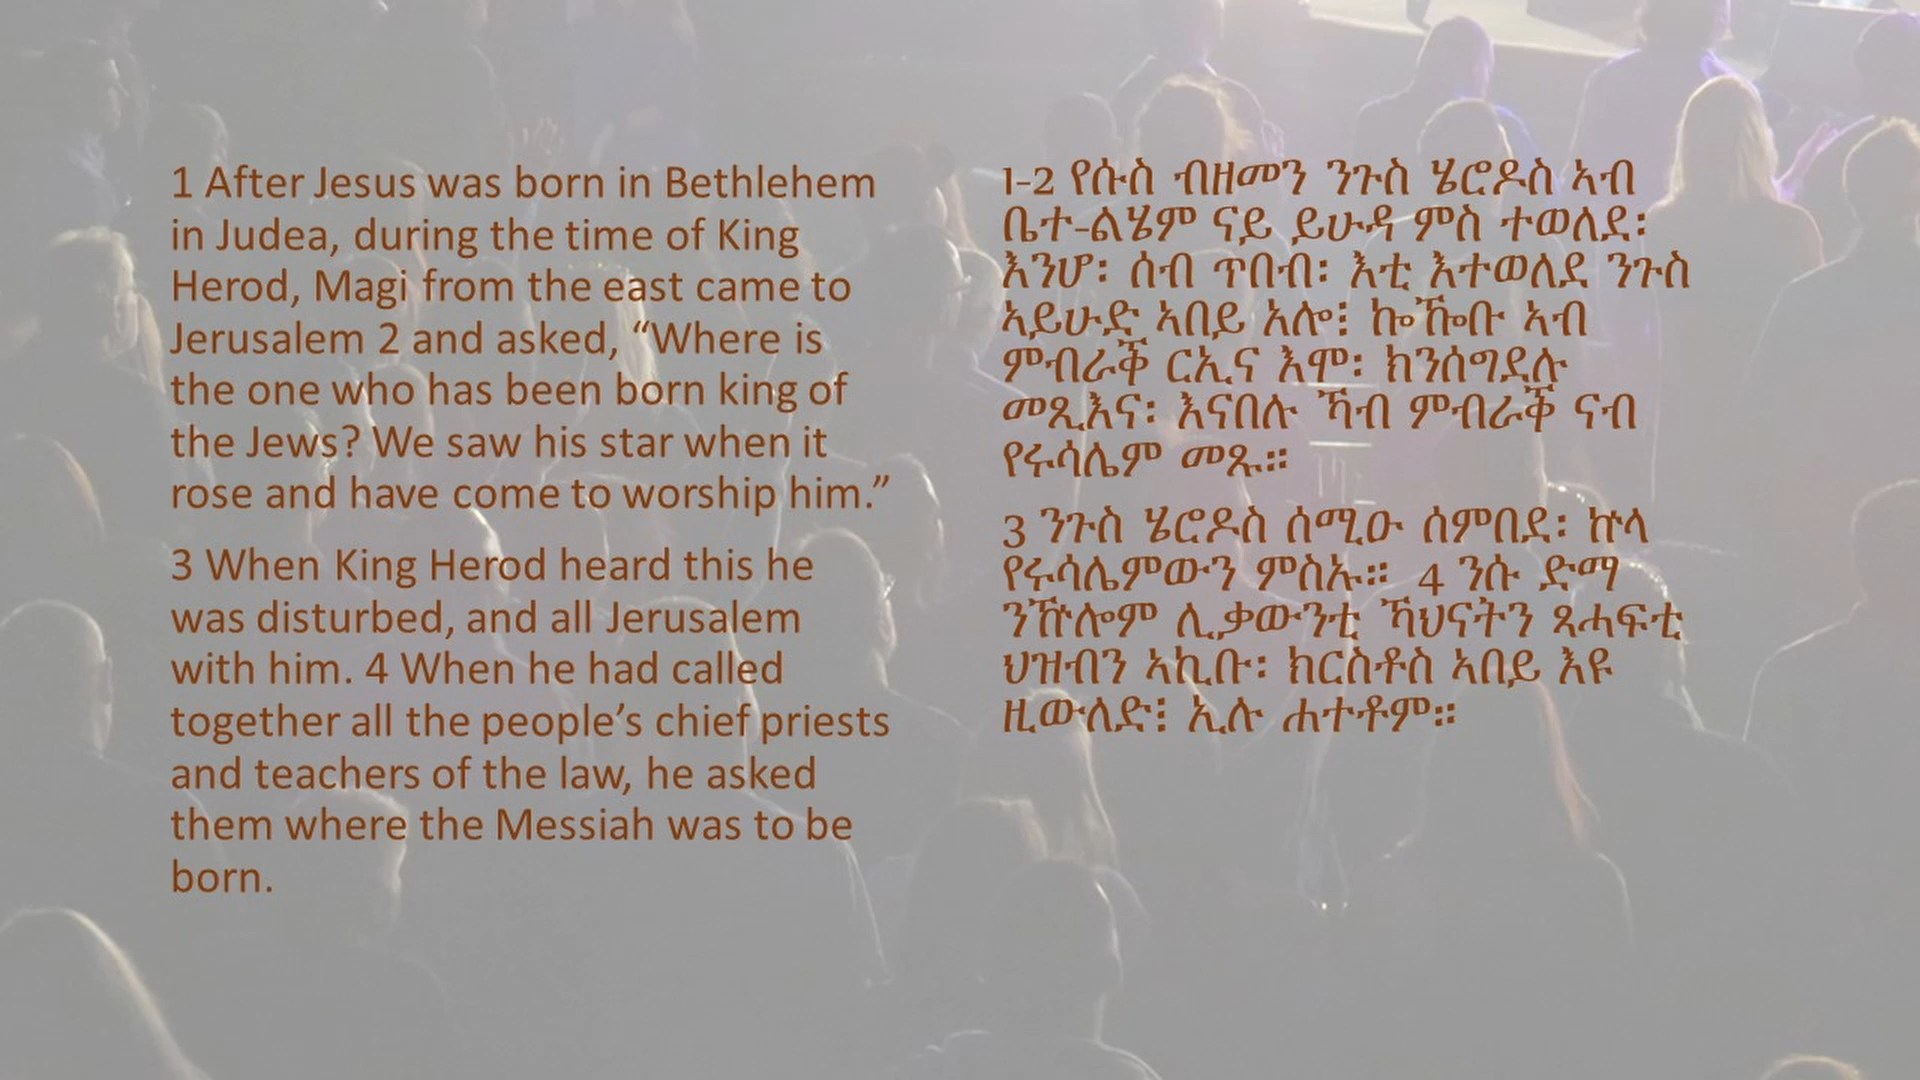 1 After Jesus was born in Bethlehem
in Judea, during the time of King
Herod, Magi from the east came to
Jerusalem 2 and asked, “Where is
the one who has been born king of
the Jews? We saw his star when it
rose and have come to worship him.”
3 When King Herod heard this he
was disturbed, and all Jerusalem
with him. 4 When he had called
together all the people’s chief priests
and teachers of the law, he asked
them where the Messiah was to be
born.
1-2 የሱስ ብዘመን ንጉስ ሄሮዶስ ኣብ
ቤተ-ልሄም ናይ ይሁዳ ምስ ተወለደ፡
እንሆ፡ ሰብ ጥበብ፡ እቲ እተወለደ ንጉስ
ኣይሁድ ኣበይ አሎ፧ ኰዀቡ ኣብ
ምብራቕ ርኢና እሞ፡ ክንሰግደሉ
መጺእና፡ እናበሉ ኻብ ምብራቕ ናብ
የሩሳሌም መጹ።
3 ንጉስ ሄሮዶስ ሰሚዑ ሰምበደ፡ ኵላ
የሩሳሌምውን ምስኡ። 4 ንሱ ድማ
ንዅሎም ሊቃውንቲ ኻህናትን ጻሓፍቲ
ህዝብን ኣኪቡ፡ ክርስቶስ ኣበይ እዩ
ዚውለድ፧ ኢሉ ሐተቶም።